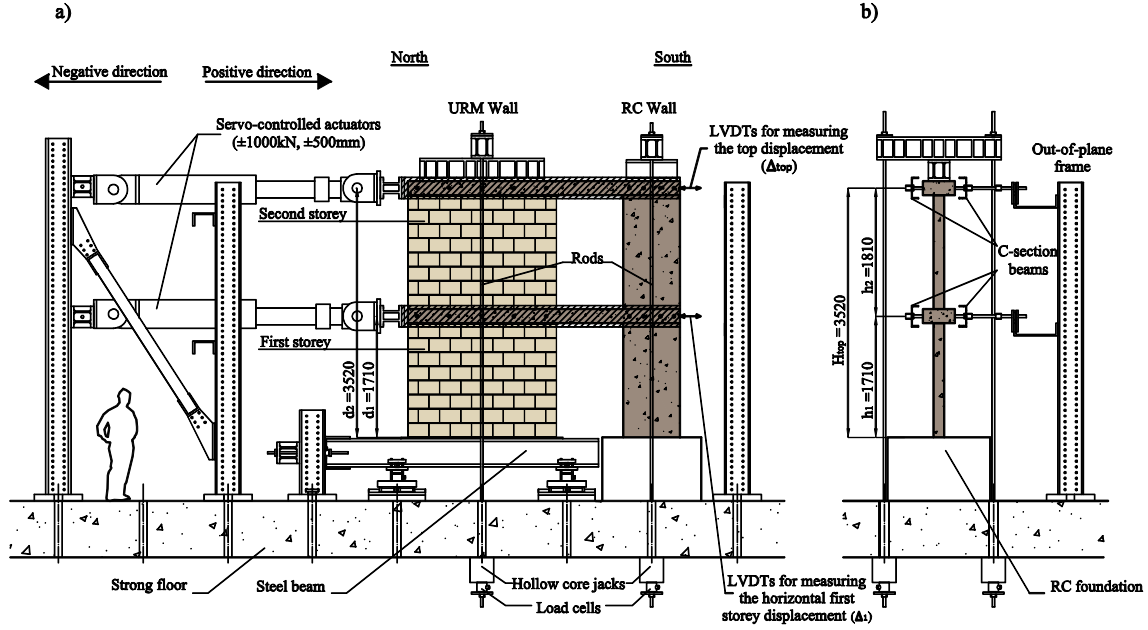 a)
b)
North
South
Negative direction
Positive direction
URM Wall
RC Wall
Servo-controlled actuators
(±1000kN, ±500mm)
LVDTs for measuring
the top displacement
(Δtop)
Out-of-plane
frame
Second storey
Rods
C-section
beams
First storey
d2 =3520
d1 =1710
Htop =3520
h2 =1810
h1 =1710
Strong floor
Steel beam
Hollow core jacks
Load cells
LVDTs for measuring
the horizontal first
storey displacement (Δ1)
RC foundation